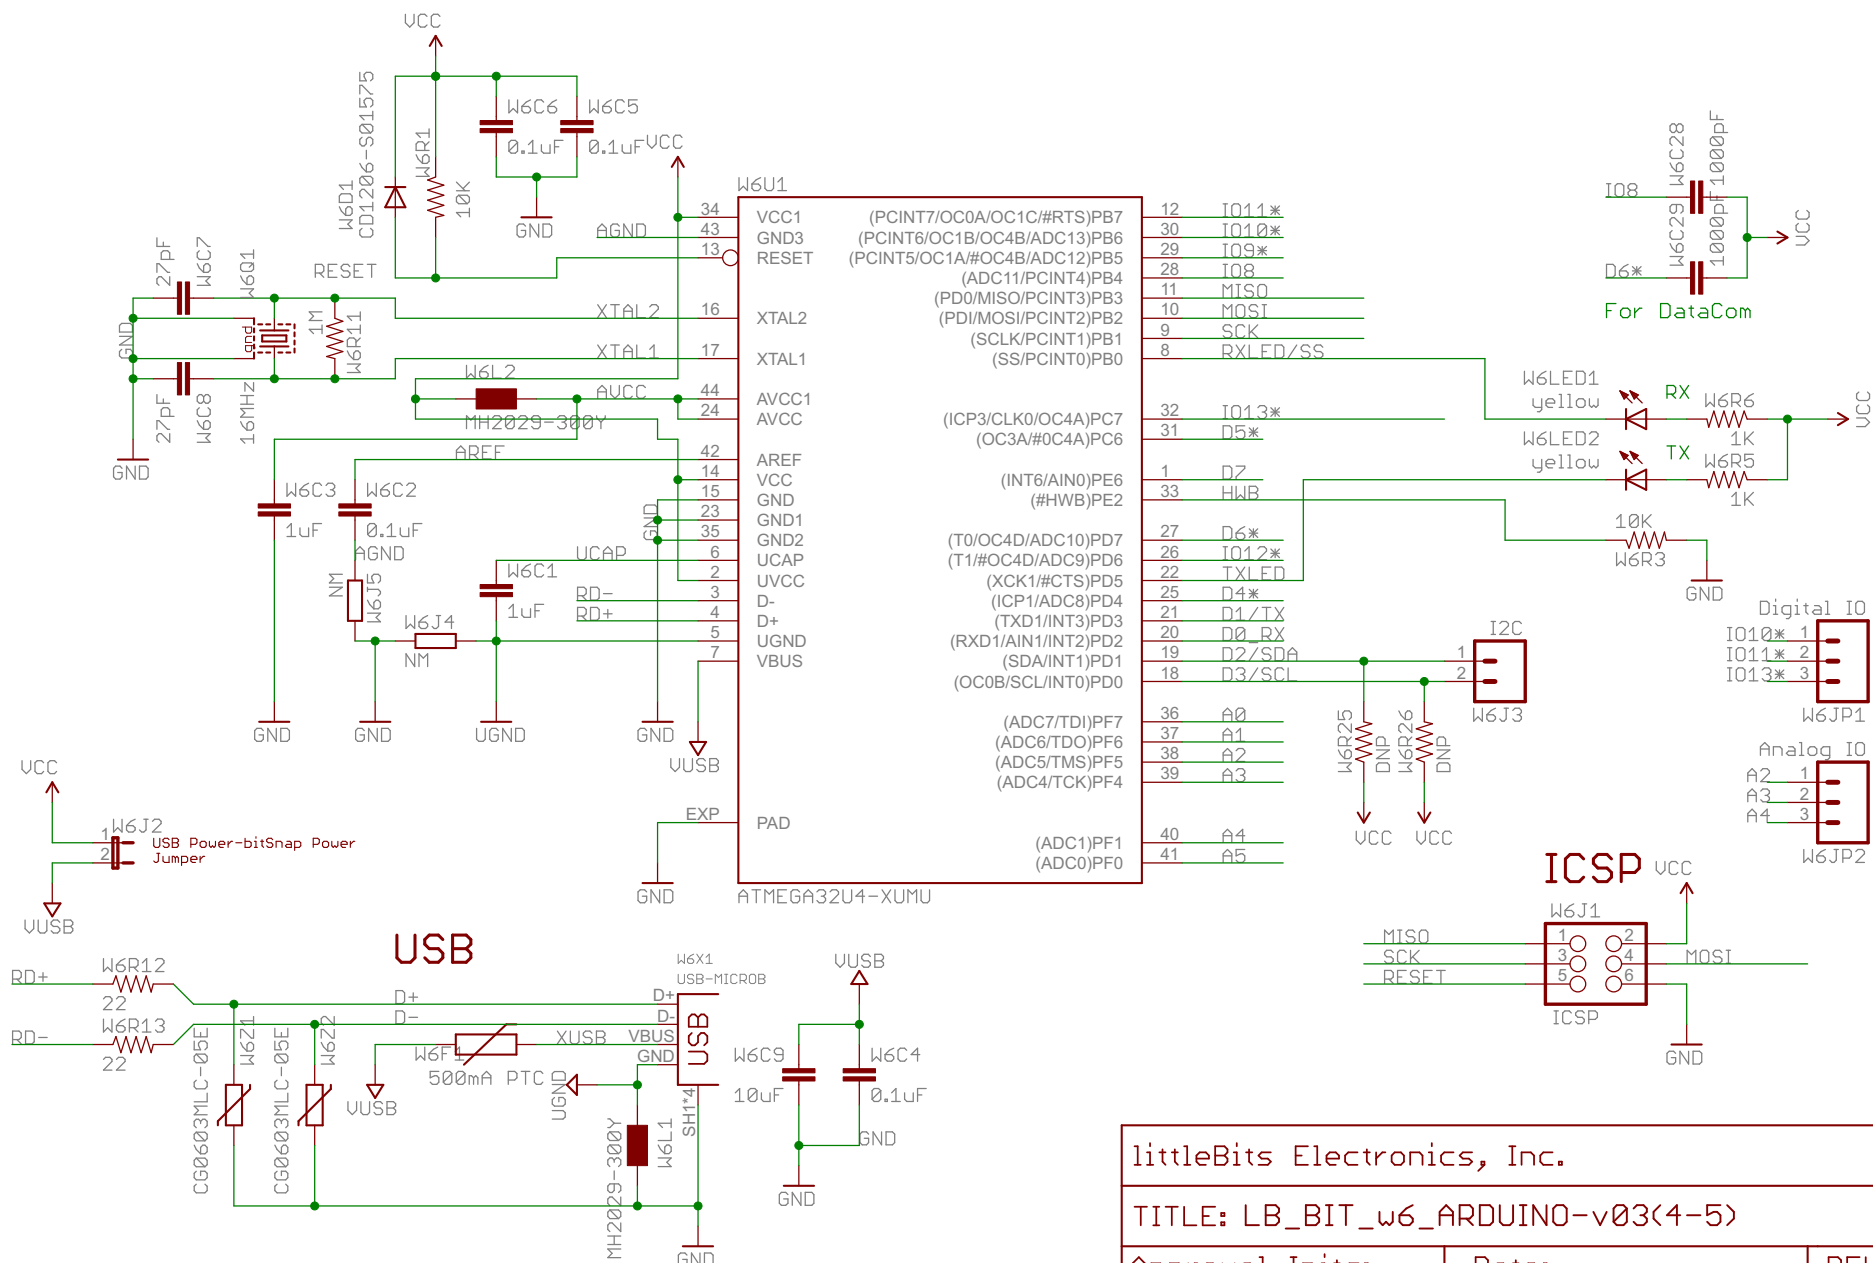 VCC
W6D1
CD1206-S01575
W6R1
10K
W6C6
0.1uF
W6C5
0.1uF
VCC
GND
RESET
27pF
W6C7
W6Q1
GND
gnd
1M
W6R11
27pF
W6C8
16MHz
GND
AGND
XTAL2
XTAL1
W6L2
MH2029-300Y
AVCC
AREF
W6C3
1uF
W6C2
0.1uF
AGND
NM
W6J5
W6J4
NM
UCAP
W6C1
1uF
RD-
RD+
GND
GND
GND
UGND
GND
VUSB
GND
W6U1
34 VCC1
43 GND3
13 RESET
16 XTAL2
17 XTAL1
44 AVCC1
24 AVCC
42 AREF
14 VCC
15 GND
23 GND1
35 GND2
6 UCAP
2 UVCC
3 D-
4 D+
5 UGND
7 VBUS
EXP PAD
(PCINT7/OC0A/OC1C/#RTS)PB7 12 IO11*
(PCINT6/OC1B/OC4B/ADC13)PB6 30 IO10*
(PCINT5/OC1A/#OC4B/ADC12)PB5 29 IO9*
(ADC11/PCINT4)PB4 28 IO8
(PD0/MISO/PCINT3)PB3 11 MISO
(PDI/MOSI/PCINT2)PB2 10 MOSI
(SCLK/PCINT1)PB1 9 SCK
(SS/PCINT0)PB0 8 RXLED/SS
(ICP3/CLK0/OC4A)PC7 32 IO13*
(OC3A/#0C4A)PC6 31 D5*
(INT6/AIN0)PE6 1 D7
(#HWB)PE2 33 HWB
(T0/OC4D/ADC10)PD7 27 D6*
(T1/#OC4D/ADC9)PD6 26 IO12*
(XCK1/#CTS)PD5 22 TXLED
(ICP1/ADC8)PD4 25 D4*
(TXD1/INT3)PD3 21 D1/TX
(RXD1/AIN1/INT2)PD2 20 D0_RX
(SDA/INT1)PD1 19 D2/SDA
(OC0B/SCL/INT0)PD0 18 D3/SCL
(ADC7/TDI)PF7 36 A0
(ADC6/TDO)PF6 37 A1
(ADC5/TMS)PF5 38 A2
(ADC4/TCK)PF4 39 A3
(ADC1)PF1 40 A4
(ADC0)PF0 41 A5
ATMEGA32U4-XUMU
W6C28
1000pF
IO8
W6C29
1000pF
D6*
VCC
For DataCom
W6LED1
yellow
RX
W6R6
1K
VCC
W6LED2
yellow
TX
W6R5
1K
10K
W6R3
GND
I2C
1
2
W6J3
W6R25
DNP
W6R26
DNP
VCC
VCC
Digital IO
IO10* 1
IO11* 2
IO13* 3
W6JP1
Analog IO
A2 1
A3 2
A4 3
W6JP2
VCC
W6J2
1
2
USB Power-bitSnap Power
Jumper
VUSB
ICSP
VCC
W6J1
MISO 1 2
SCK 3 4 MOSI
RESET 5 6
ICSP
GND
USB
RD+
W6R12
22
RD-
W6R13
22
D+
D-
CG0603MLC-05E
W6Z1
CG0603MLC-05E
W6Z2
VUSB
W6F1
500mA PTC
XUSB
W6X1
USB-MICROB
D+
D-
VBUS
GND
USB
SH1*4
UGND
MH2029-300Y
W6L1
GND
VUSB
W6C9
10uF
W6C4
0.1uF
GND
GND
littleBits Electronics, Inc.
TITLE: LB_BIT_w6_ARDUINO-v03(4-5)